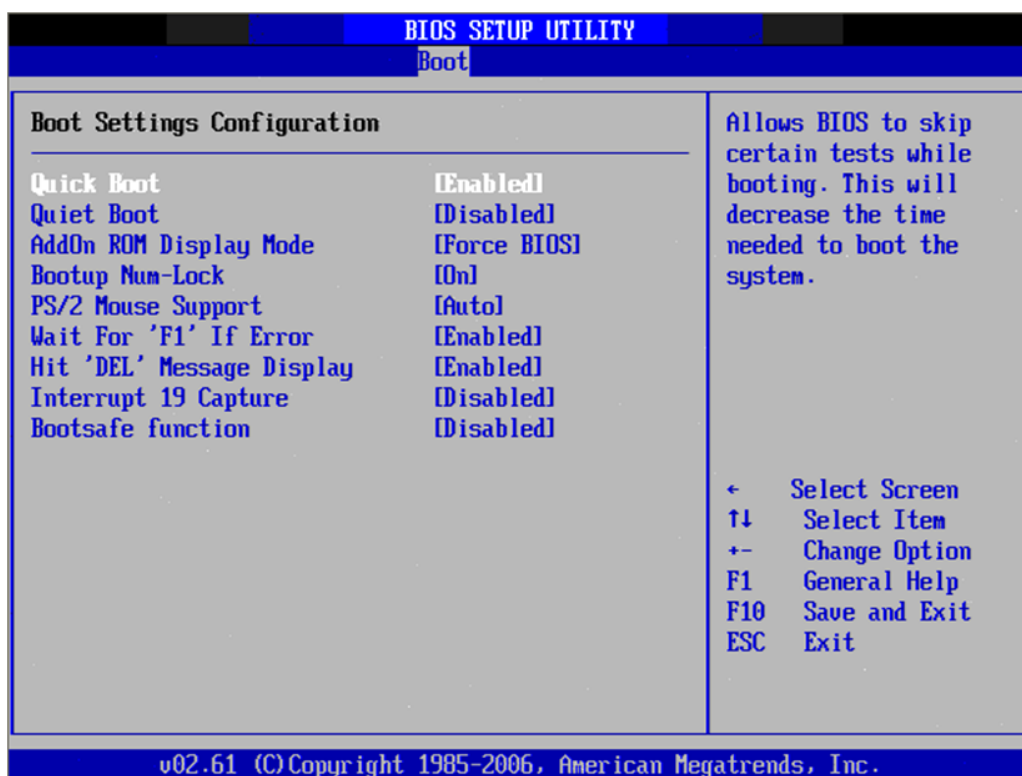 BIOS SETUP UTILITY
Boot
Boot Settings Configuration
Quick Boot [Enabled]
Quiet Boot [Disabled]
AddOn ROM Display Mode [Force BIOS]
Bootup Num-Lock [On]
PS/2 Mouse Support [Auto]
Wait For 'F1' If Error [Enabled]
Hit 'DEL' Message Display [Enabled]
Interrupt 19 Capture [Disabled]
Bootsafe function [Disabled]
Allows BIOS to skip
certain tests while
booting. This will
decrease the time
needed to boot the
system.
← Select Screen
↑↓ Select Item
+- Change Option
F1 General Help
F10 Save and Exit
ESC Exit
v02.61 (C)Copyright 1985-2006, American Megatrends, Inc.